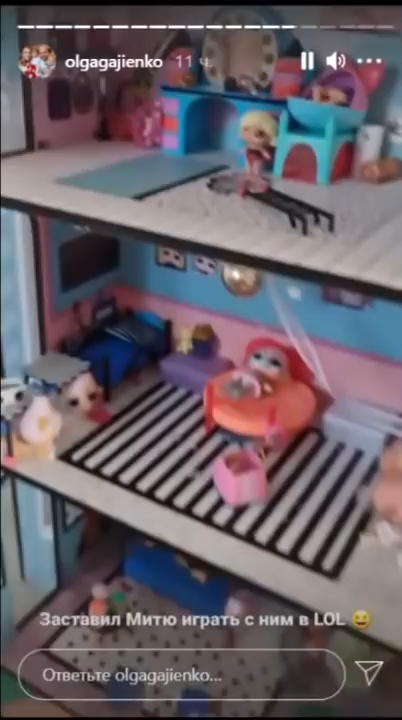 olgagajienko 11 ч.
Заставил Митю играть с ним в LOL 😆
Ответьте olgagajienko...